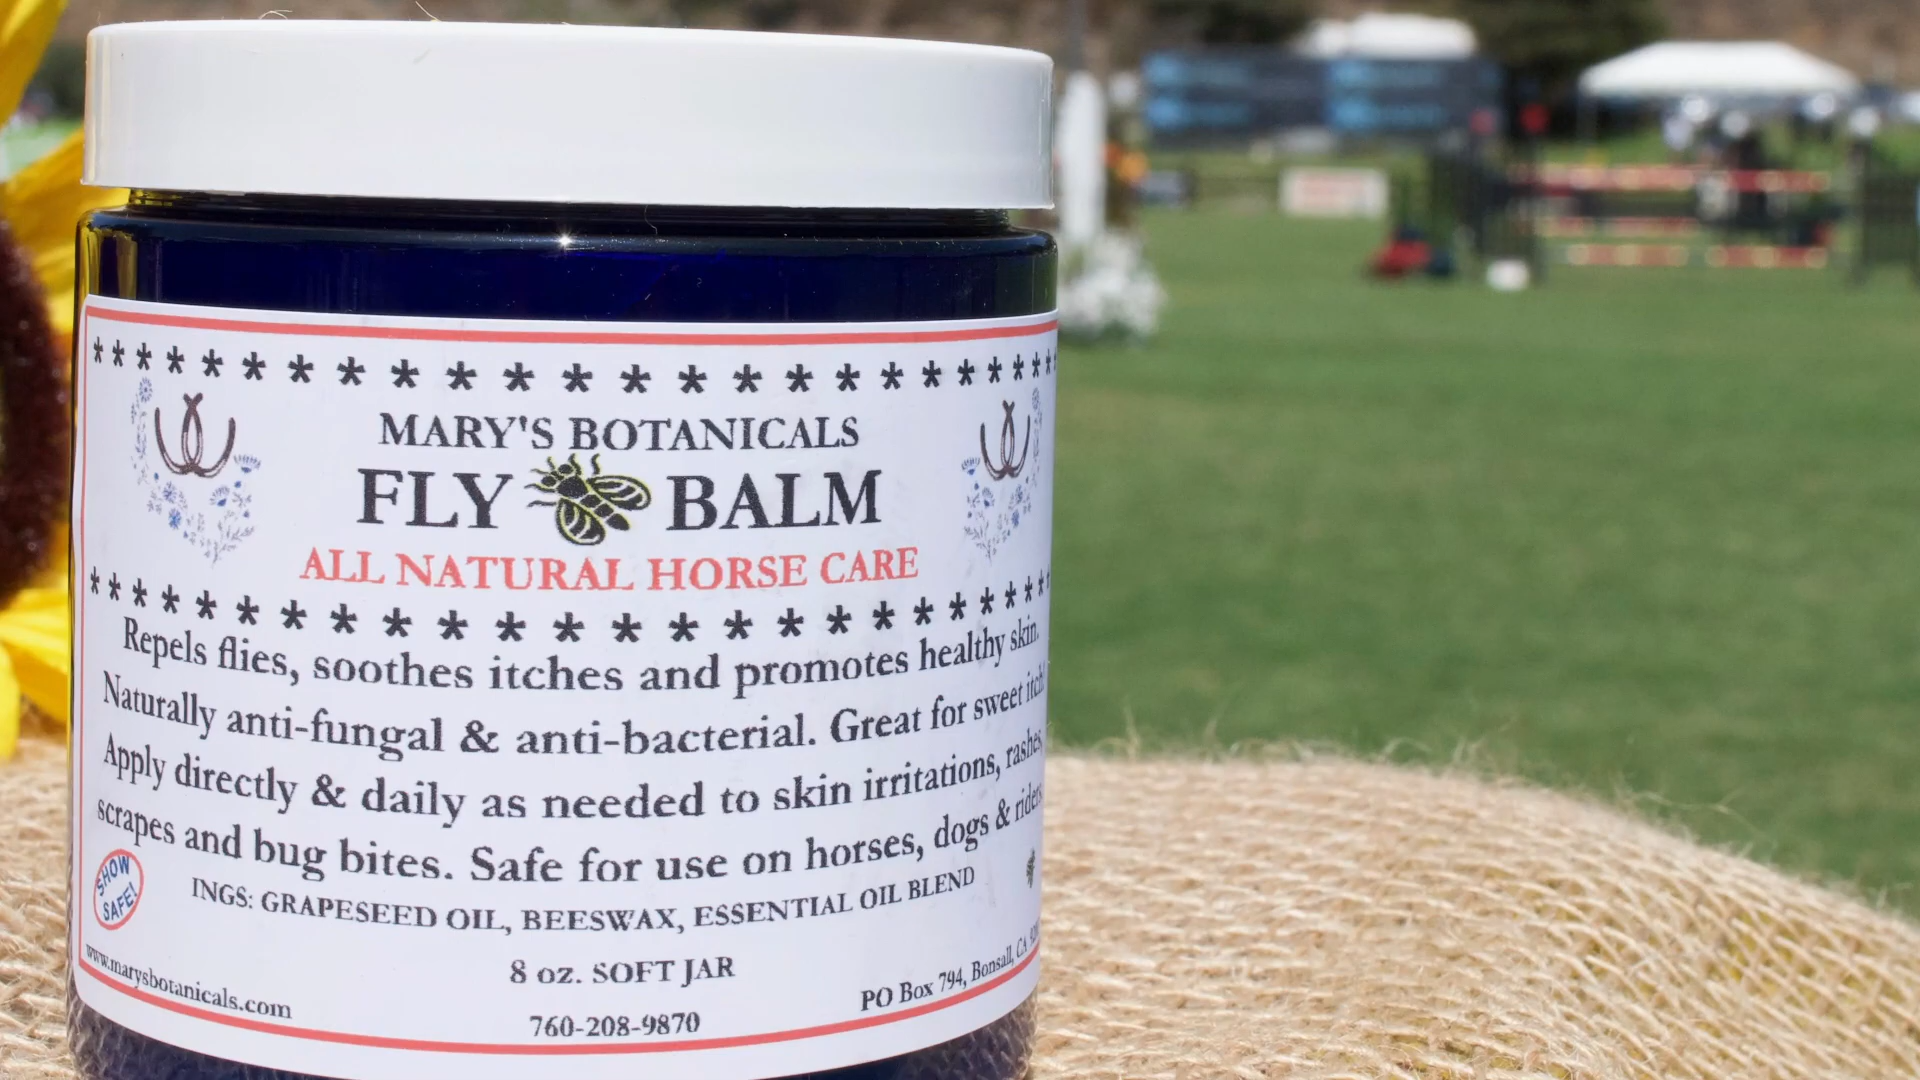 MARY'S BOTANICALS
FLY BALM
ALL NATURAL HORSE CARE
Repels flies, soothes itches and promotes healthy skin.
Naturally anti-fungal & anti-bacterial. Great for sweet itch!
Apply directly & daily as needed to skin irritations, rashes,
scrapes and bug bites. Safe for use on horses, dogs & riders
SHOW
SAFE!
INGS: GRAPESEED OIL, BEESWAX, ESSENTIAL OIL BLEND
8 oz. SOFT JAR
www.marysbotanicals.com
PO Box 794, Bonsall, CA
760-208-9870